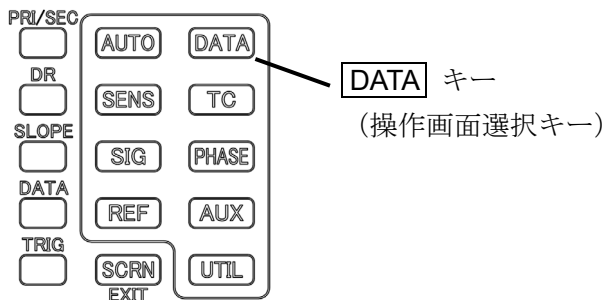 PRI/SEC
AUTO DATA
DR
SENS TC
SLOPE
SIG PHASE
DATA
REF AUX
TRIG
SCRN UTIL
EXIT
DATA キー
(操作画面選択キー)